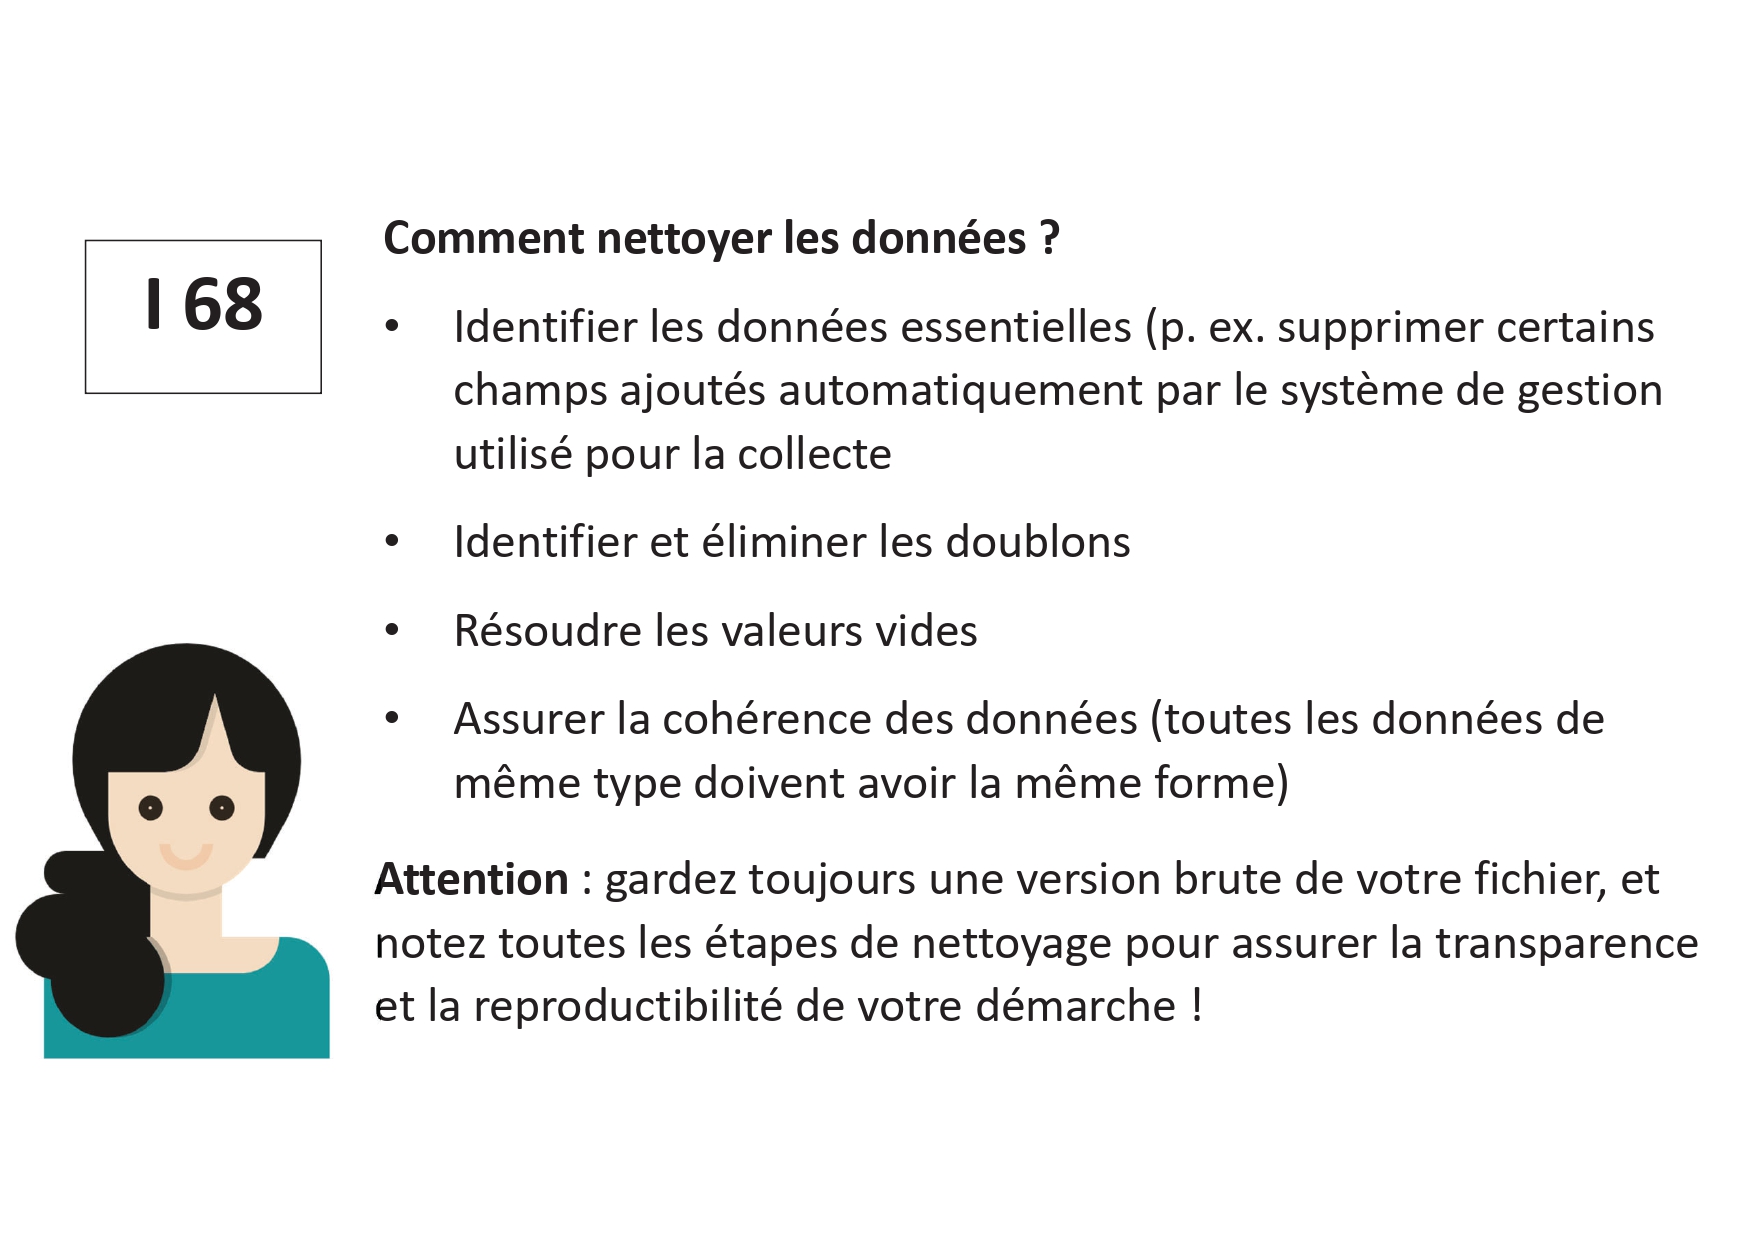 I 68
Comment nettoyer les données ?
• Identifier les données essentielles (p. ex. supprimer certains
champs ajoutés automatiquement par le système de gestion
utilisé pour la collecte
• Identifier et éliminer les doublons
• Résoudre les valeurs vides
• Assurer la cohérence des données (toutes les données de
même type doivent avoir la même forme)
Attention : gardez toujours une version brute de votre fichier, et
notez toutes les étapes de nettoyage pour assurer la transparence
et la reproductibilité de votre démarche !